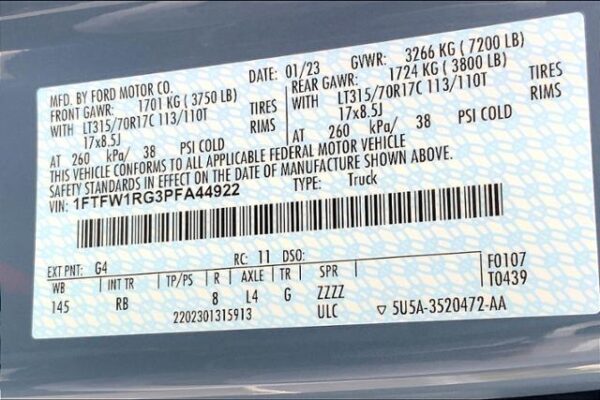 MFD. BY FORD MOTOR CO. DATE: 01/23 GVWR: 3266 KG ( 7200 LB)
FRONT GAWR: 1701 KG ( 3750 LB) REAR GAWR: 1724 KG ( 3800 LB)
WITH LT315/70R17C 113/110T TIRES WITH LT315/70R17C 113/110T TIRES
17x8.5J RIMS 17x8.5J RIMS
AT 260 kPa/ 38 PSI COLD AT 260 kPa/ 38 PSI COLD
THIS VEHICLE CONFORMS TO ALL APPLICABLE FEDERAL MOTOR VEHICLE
SAFETY STANDARDS IN EFFECT ON THE DATE OF MANUFACTURE SHOWN ABOVE.
VIN: 1FTFW1RG3PFA44922 TYPE: Truck
EXT PNT: G4 RC: 11 DSO: F0107
WB INT TR TP/PS R AXLE TR SPR T0439
145 RB 8 L4 G ZZZZ
2202301315913 ULC ▽ 5U5A-3520472-AA